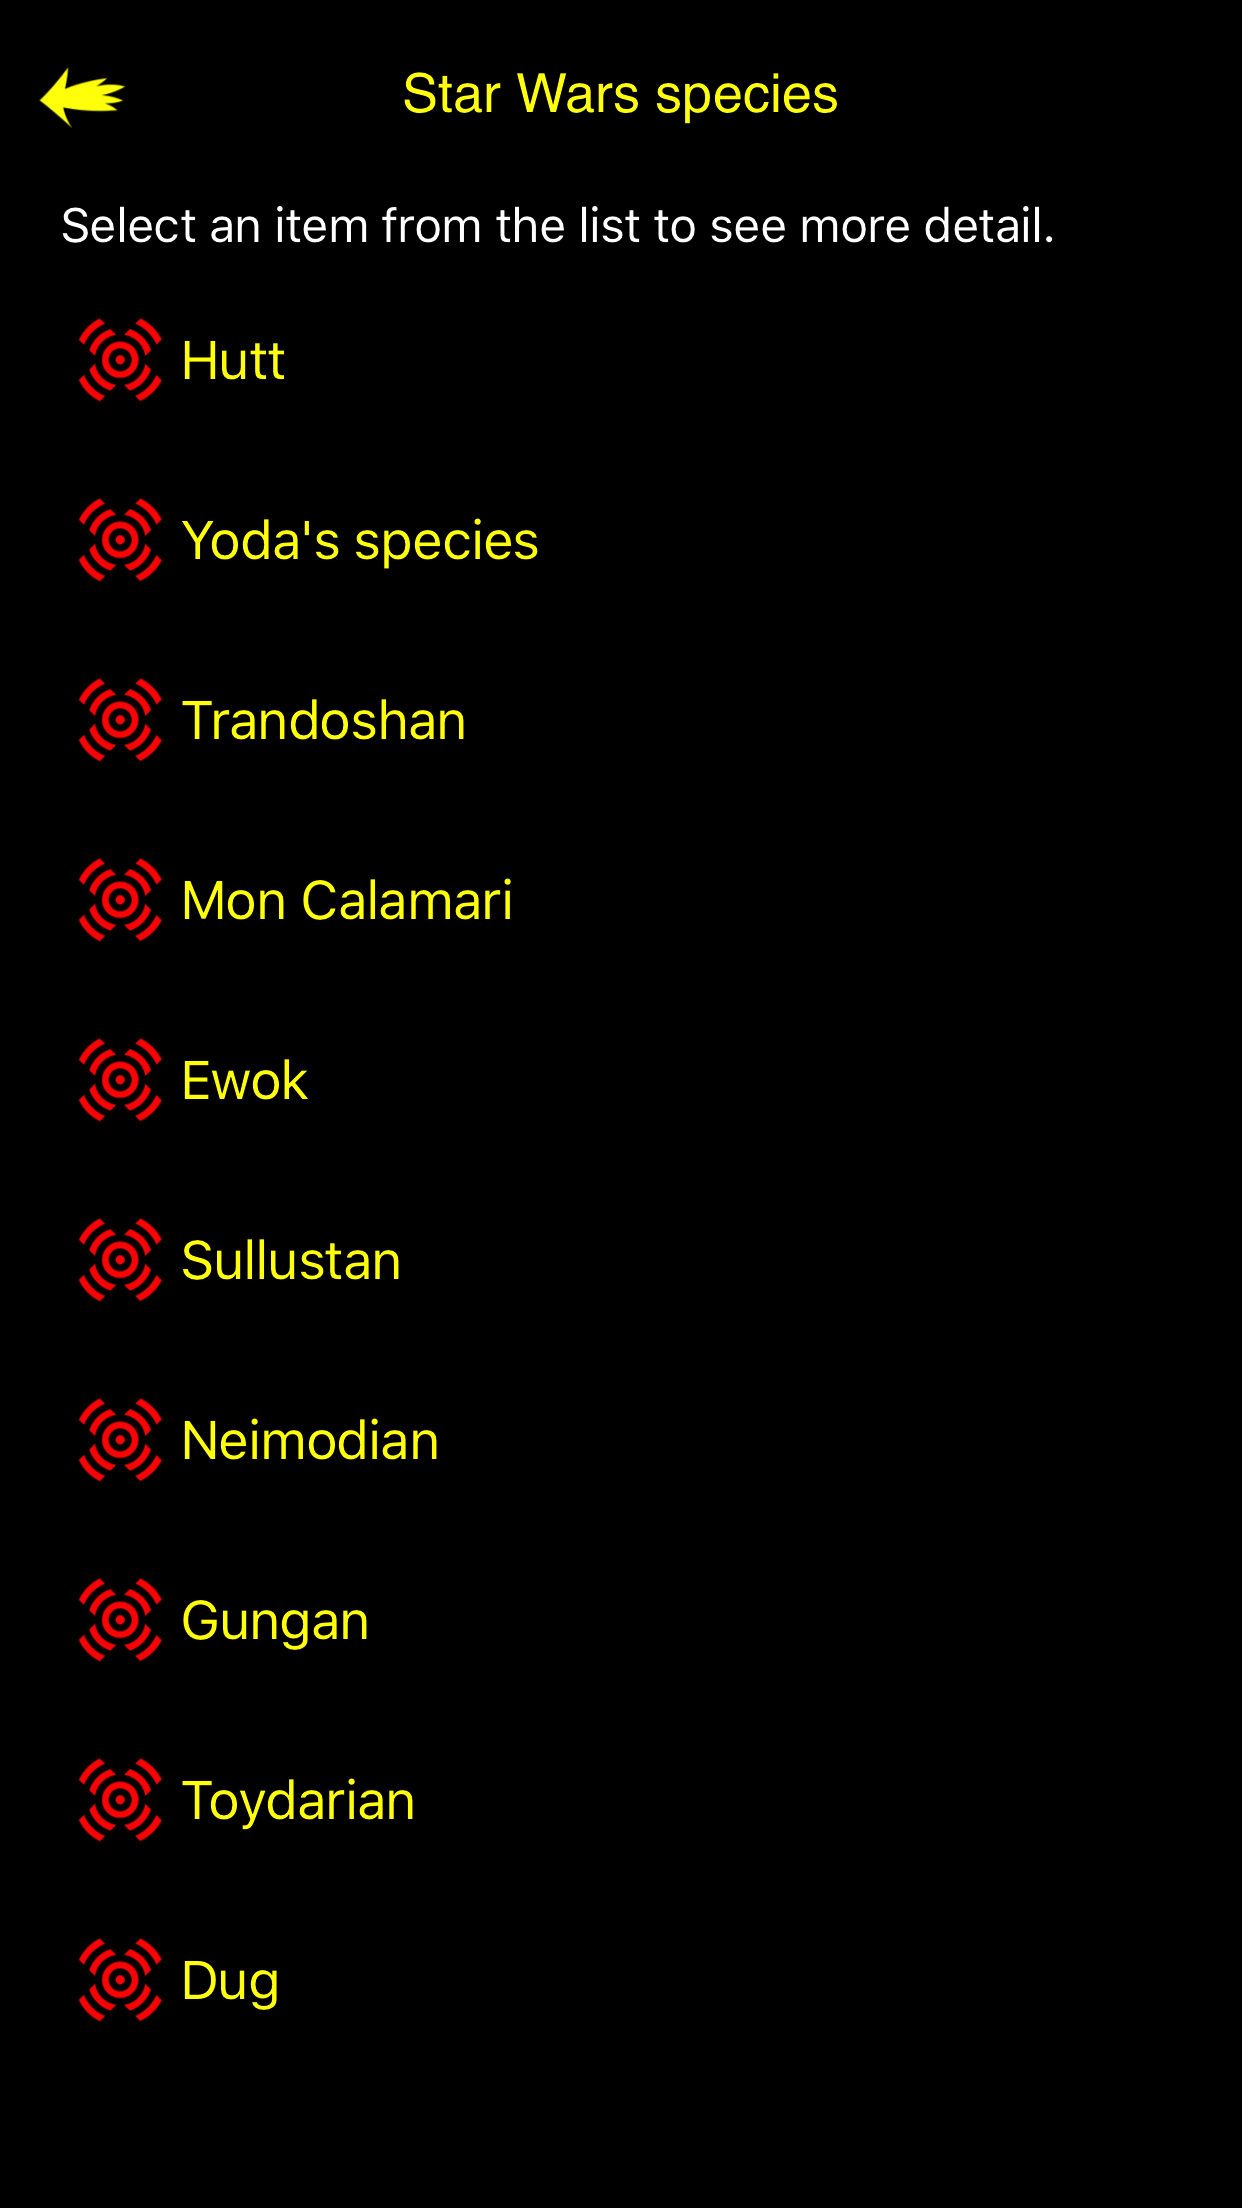 Star Wars species
Select an item from the list to see more detail.
Hutt
Yoda's species
Trandoshan
Mon Calamari
Ewok
Sullustan
Neimodian
Gungan
Toydarian
Dug